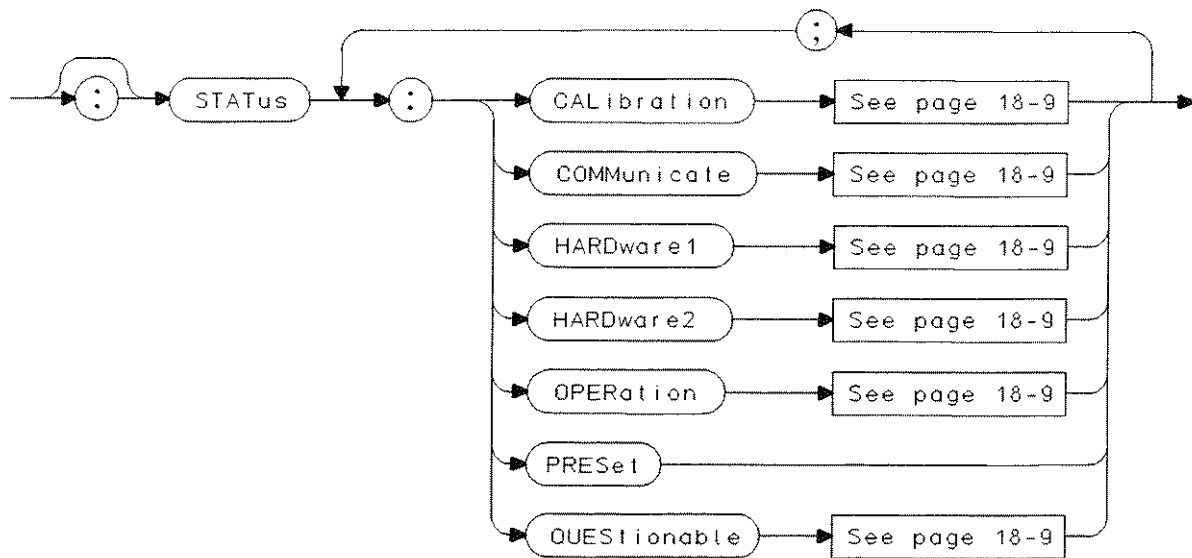 ;
: STATus : CALibration See page 18-9
COMMunicate See page 18-9
HARDware1 See page 18-9
HARDware2 See page 18-9
OPERation See page 18-9
PRESet
QUEStionable See page 18-9